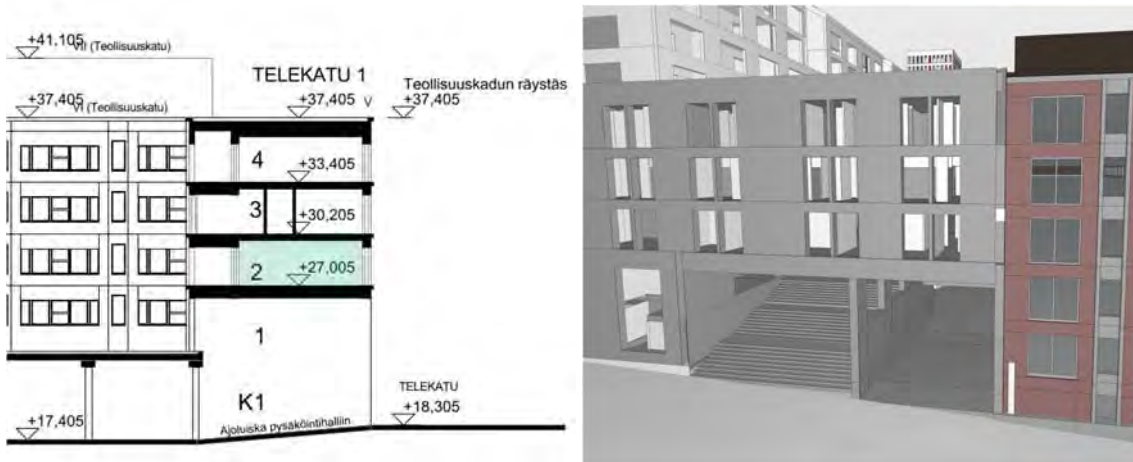 +41,105
VII (Teollisuuskatu)
TELEKATU 1
Teollisuuskadun räystäs
+37,405
VI (Teollisuuskatu)
+37,405
V
+37,405
4
+33,405
3
+30,205
2
+27,005
1
K1
TELEKATU
+18,305
+17,405
Ajoluiska pysäköintihalliin